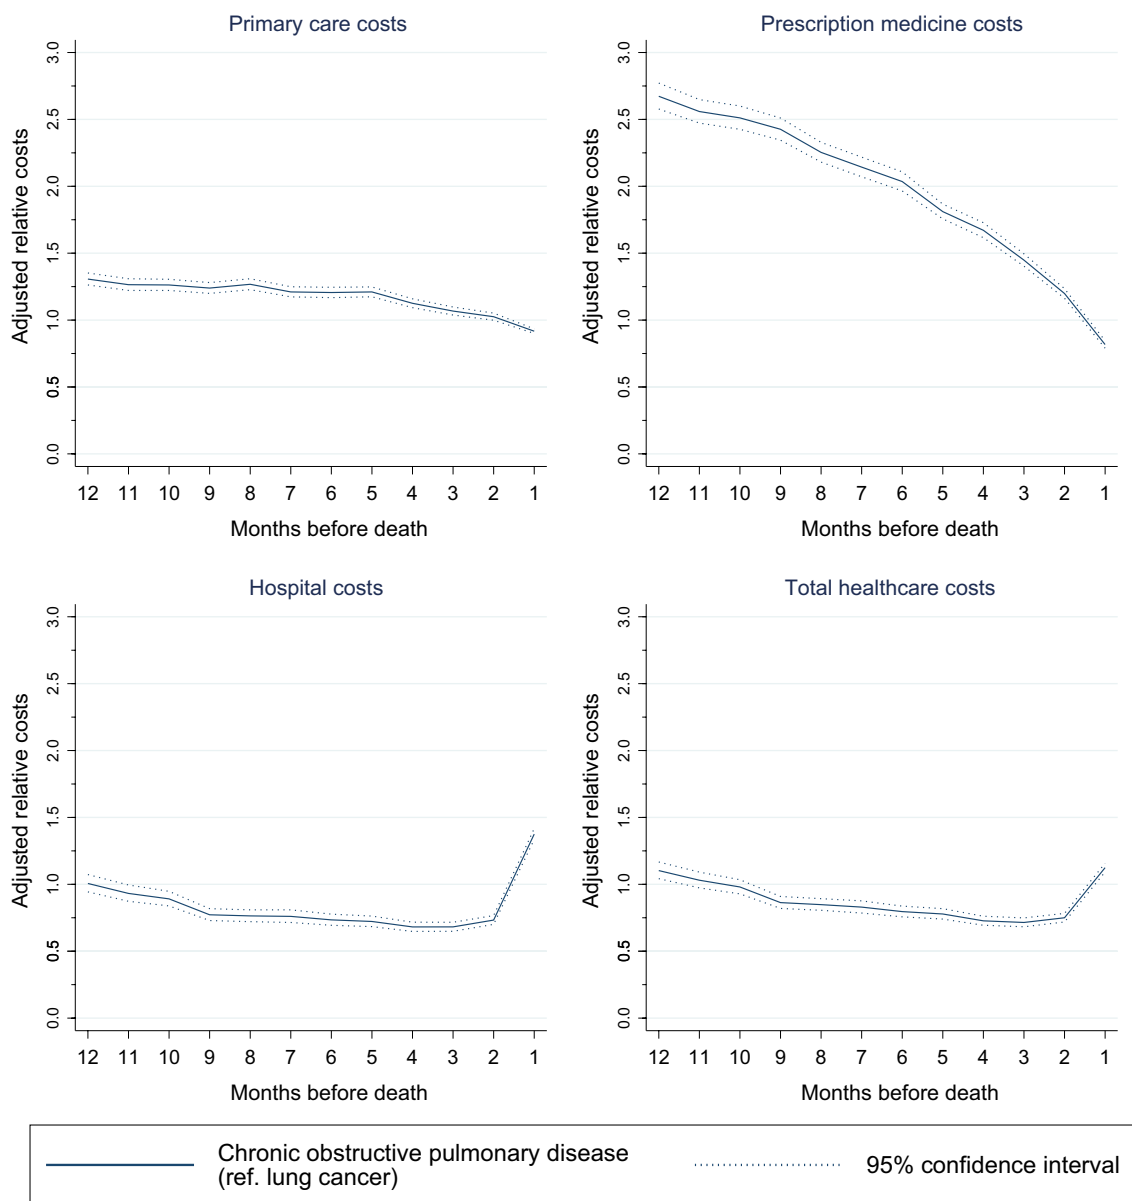 Primary care costs
Adjusted relative costs
3.0
2.5
2.0
1.5
1.0
0.5
0.0
12 11 10 9 8 7 6 5 4 3 2 1
Months before death
Prescription medicine costs
Adjusted relative costs
3.0
2.5
2.0
1.5
1.0
0.5
0.0
12 11 10 9 8 7 6 5 4 3 2 1
Months before death
Hospital costs
Adjusted relative costs
3.0
2.5
2.0
1.5
1.0
0.5
0.0
12 11 10 9 8 7 6 5 4 3 2 1
Months before death
Total healthcare costs
Adjusted relative costs
3.0
2.5
2.0
1.5
1.0
0.5
0.0
12 11 10 9 8 7 6 5 4 3 2 1
Months before death
Chronic obstructive pulmonary disease
(ref. lung cancer)
95% confidence interval